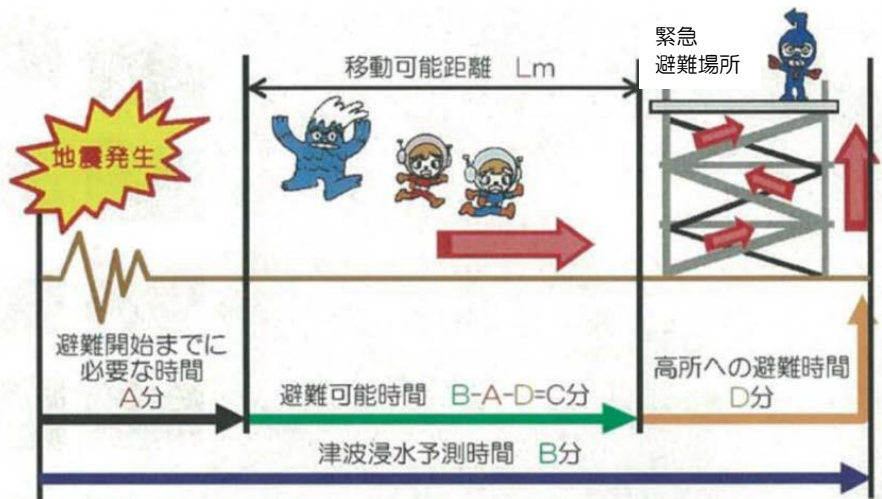 緊急
避難場所
移動可能距離 Lm
地震発生
避難開始までに
必要な時間
A分
避難可能時間 B-A-D=C分
高所への避難時間
D分
津波浸水予測時間 B分